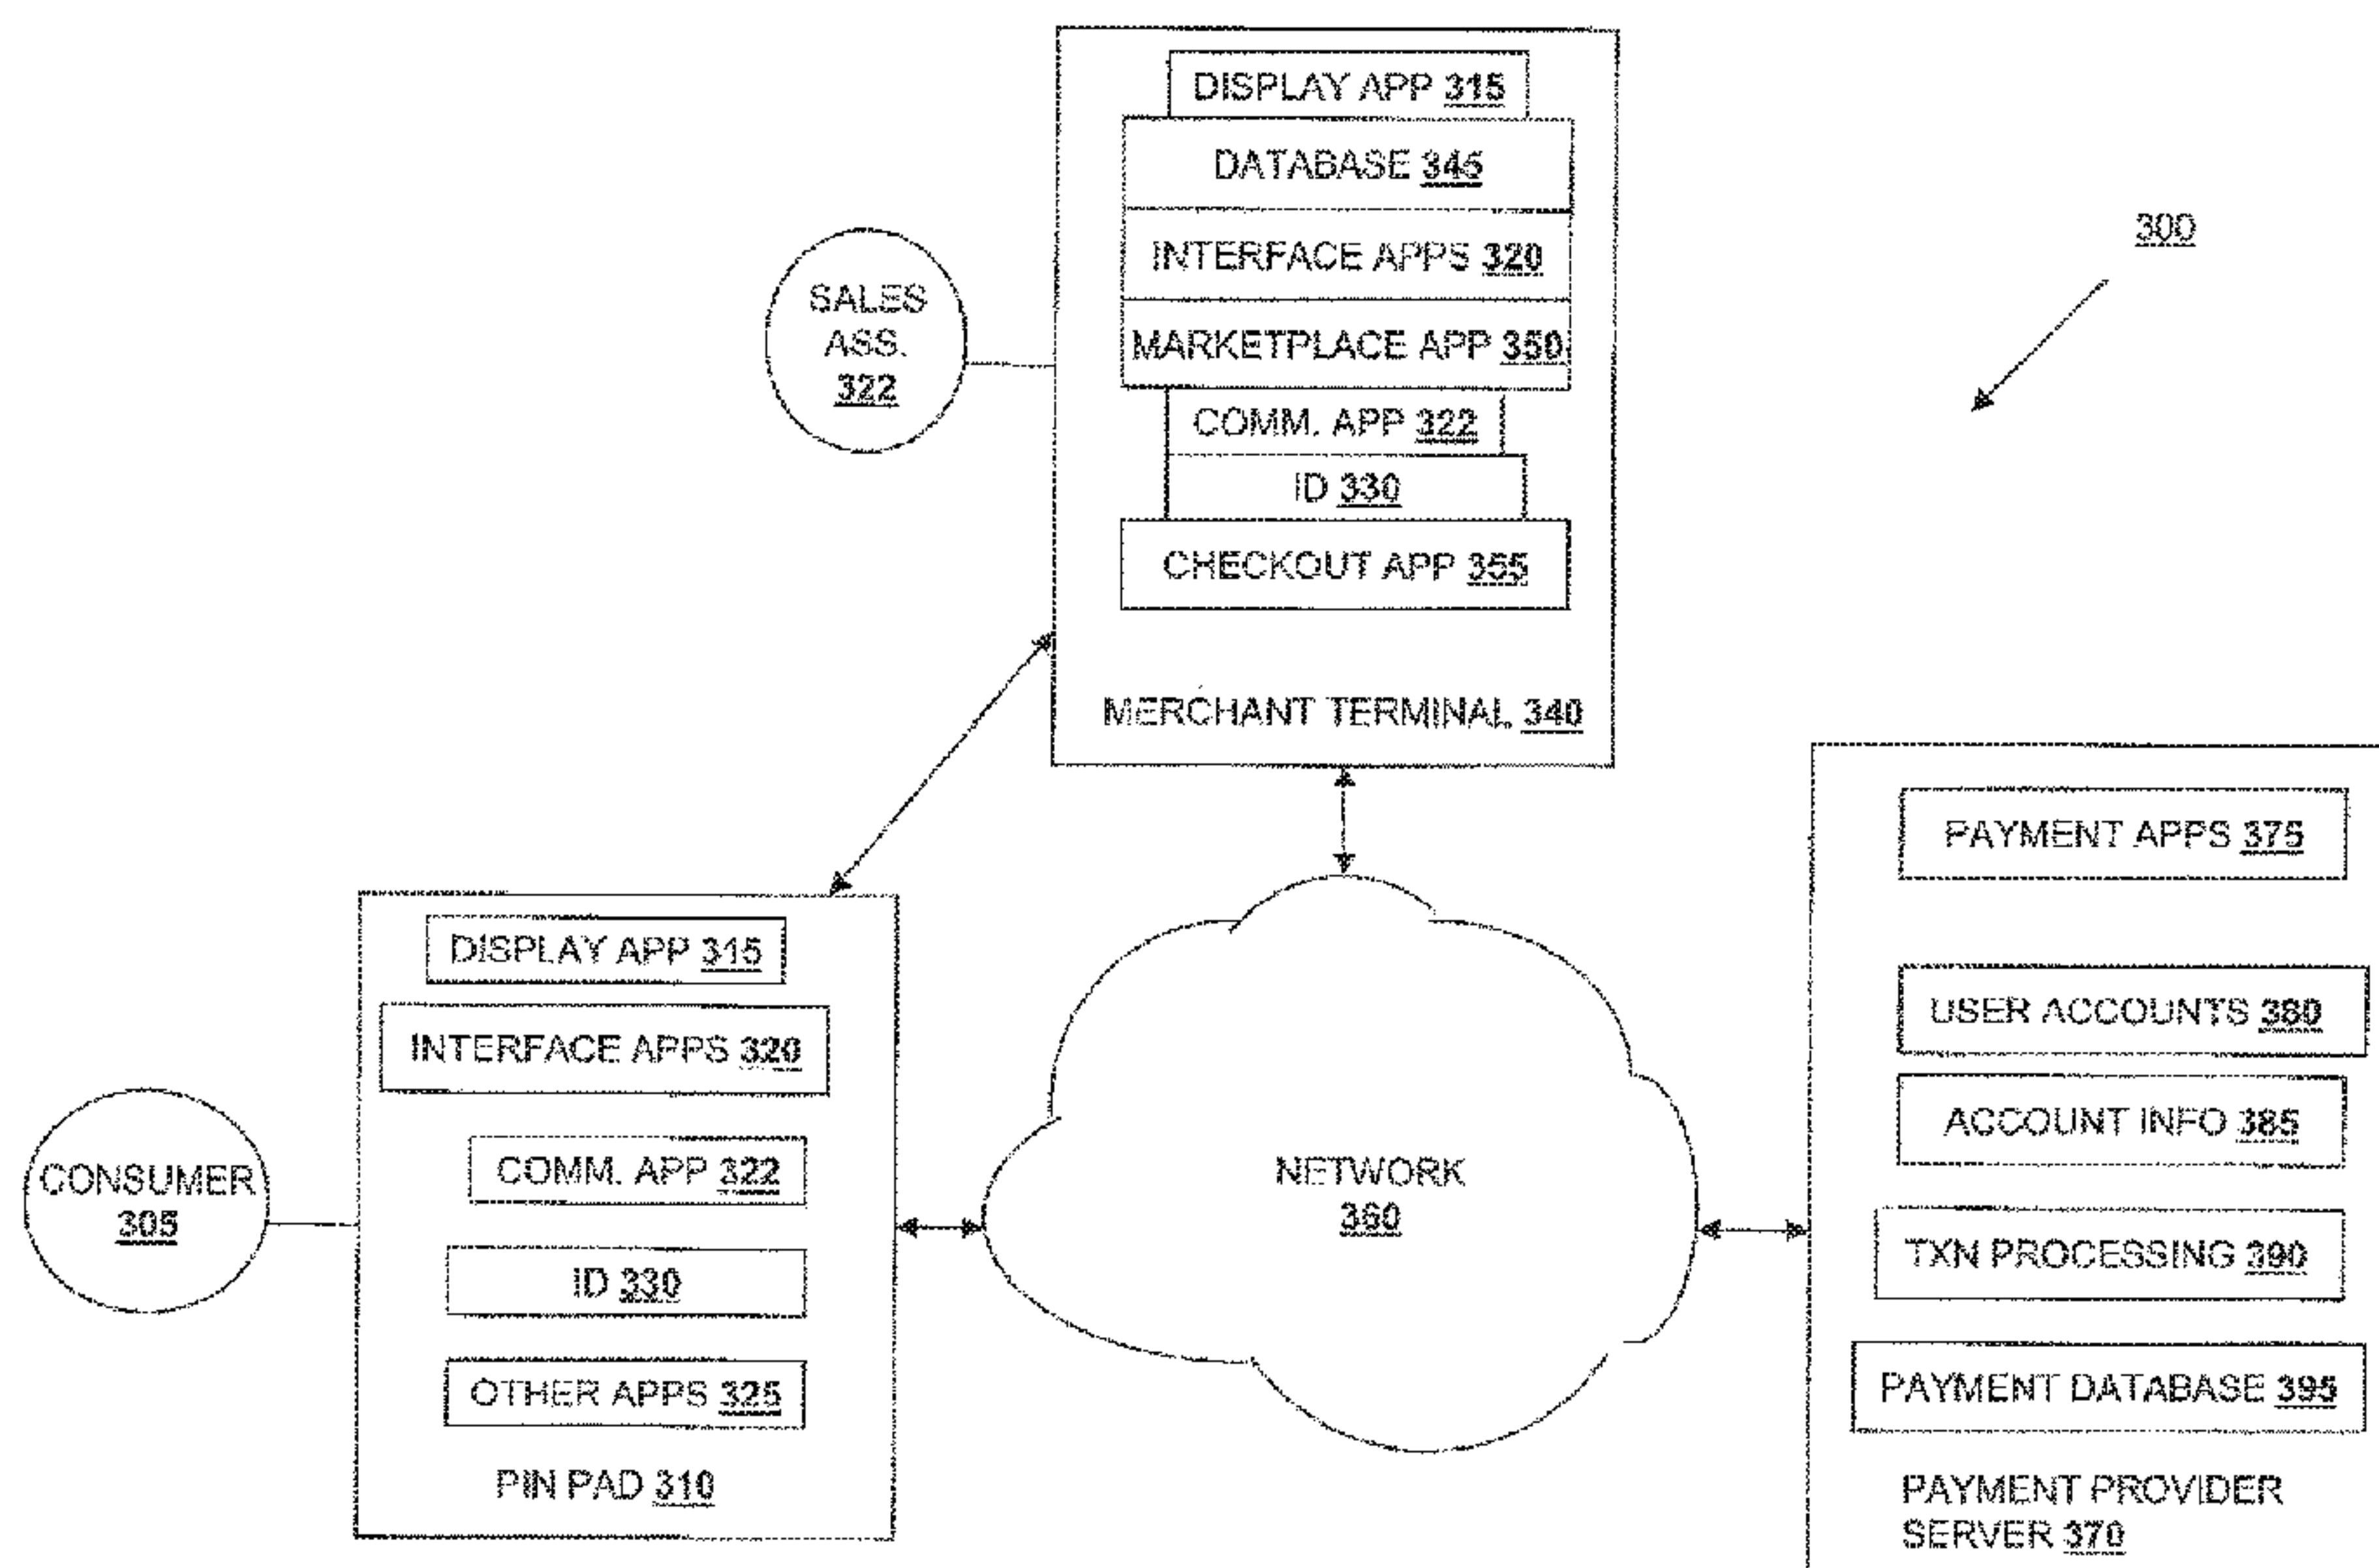 DISPLAY APP 315
DATABASE 345
INTERFACE APPS 320
MARKETPLACE APP 350
COMM. APP 322
ID 330
CHECKOUT APP 355
MERCHANT TERMINAL 340
SALES
ASS.
322
300
DISPLAY APP 315
INTERFACE APPS 320
COMM. APP 322
ID 330
OTHER APPS 325
PIN PAD 310
CONSUMER
305
NETWORK
360
PAYMENT APPS 375
USER ACCOUNTS 380
ACCOUNT INFO 385
TXN PROCESSING 390
PAYMENT DATABASE 395
PAYMENT PROVIDER
SERVER 370